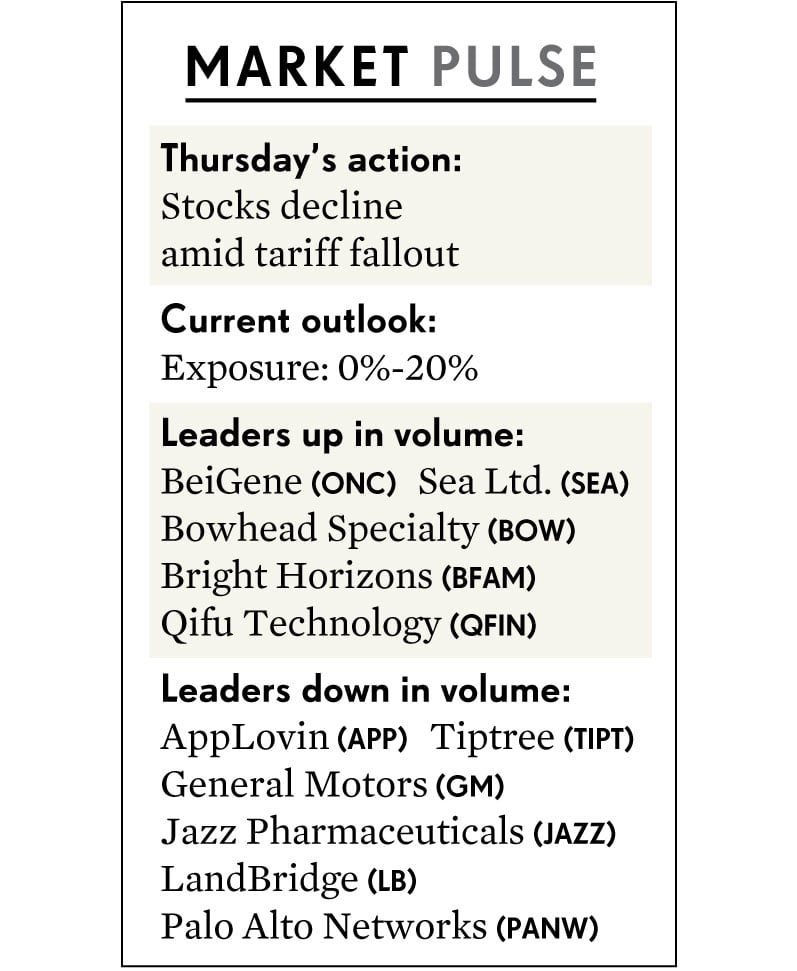 MARKET PULSE
Thursday’s action:
Stocks decline
amid tariff fallout
Current outlook:
Exposure: 0%-20%
Leaders up in volume:
BeiGene (ONC) Sea Ltd. (SEA)
Bowhead Specialty (BOW)
Bright Horizons (BFAM)
Qifu Technology (QFIN)
Leaders down in volume:
AppLovin (APP) Tiptree (TIPT)
General Motors (GM)
Jazz Pharmaceuticals (JAZZ)
LandBridge (LB)
Palo Alto Networks (PANW)